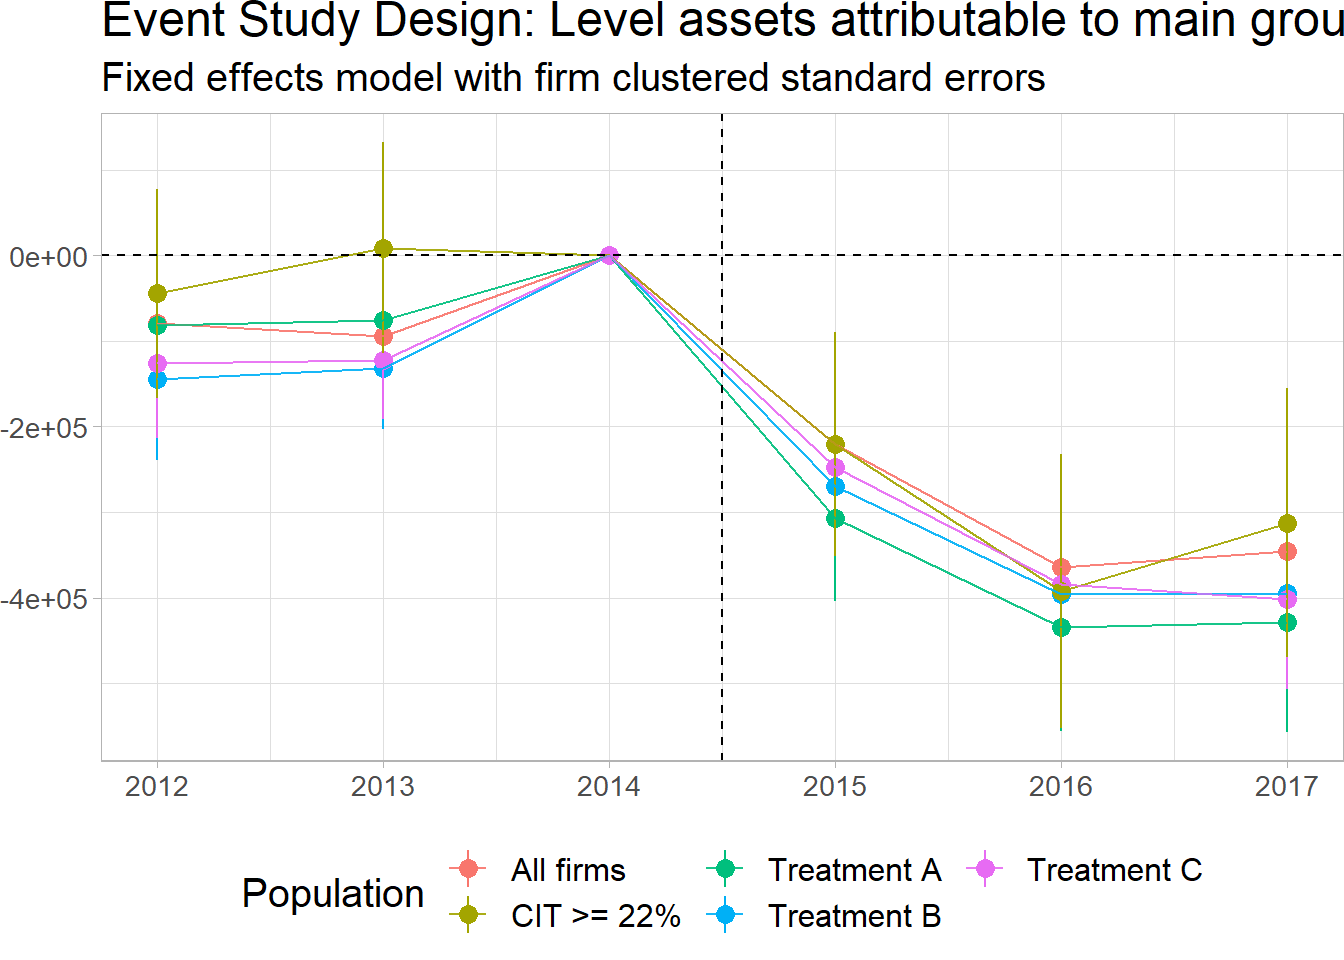 Event Study Design: Level assets attributable to main grou
Fixed effects model with firm clustered standard errors
0e+00
-2e+05
-4e+05
2012 2013 2014 2015 2016 2017
Population
All firms Treatment A Treatment C
CIT >= 22% Treatment B